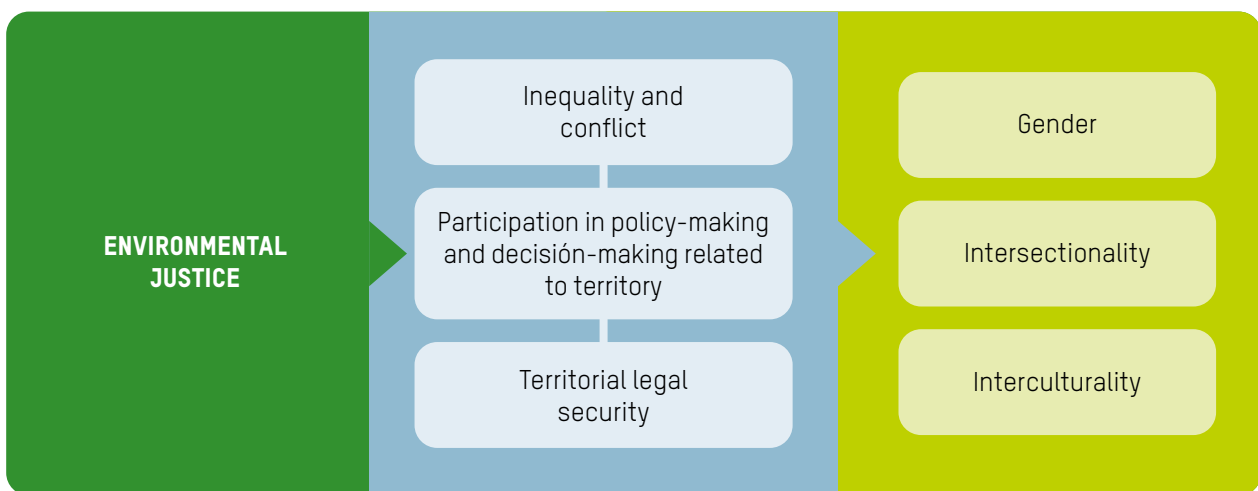 ENVIRONMENTAL
JUSTICE
Inequality and
conflict
Participation in policy-making
and decisión-making related
to territory
Territorial legal
security
Gender
Intersectionality
Interculturality